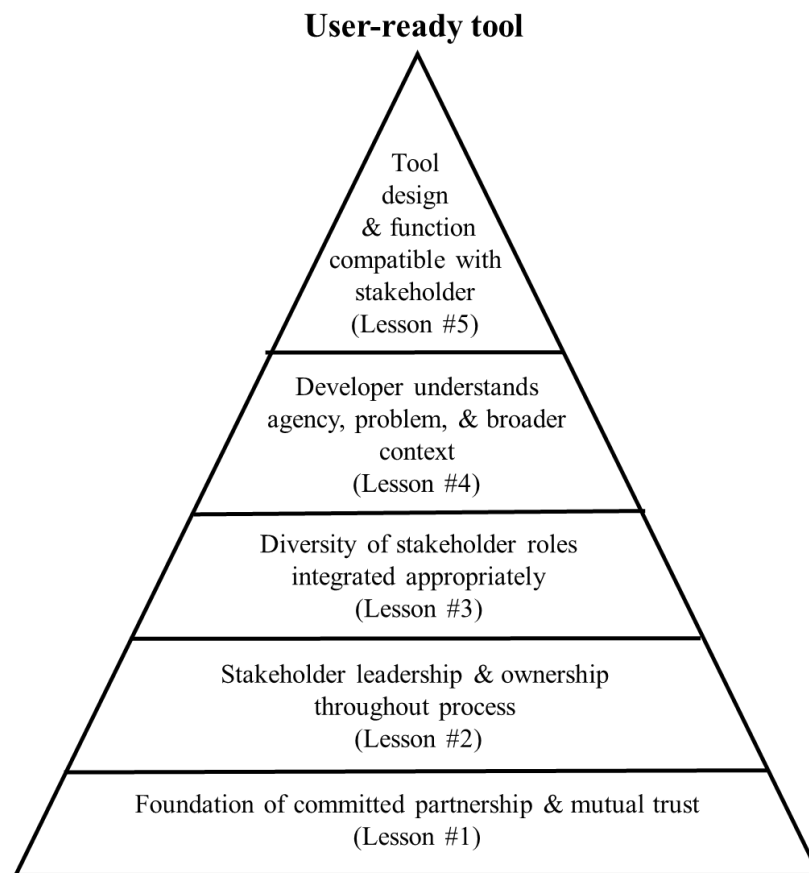 User-ready tool
Tool
design
& function
compatible with
stakeholder
(Lesson #5)
Developer understands
agency, problem, & broader
context
(Lesson #4)
Diversity of stakeholder roles
integrated appropriately
(Lesson #3)
Stakeholder leadership & ownership
throughout process
(Lesson #2)
Foundation of committed partnership & mutual trust
(Lesson #1)